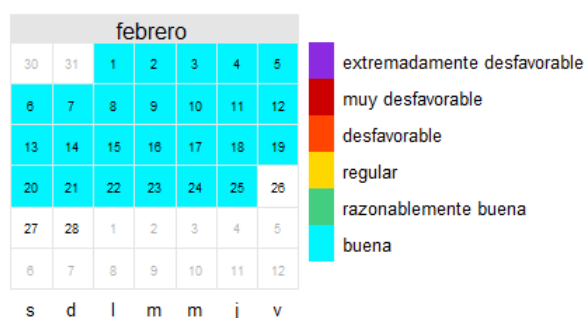 febrero
30 31 1 2 3 4 5
6 7 8 9 10 11 12
13 14 15 16 17 18 19
20 21 22 23 24 25 26
27 28 1 2 3 4 5
6 7 8 9 10 11 12
s d l m m j v
extremadamente desfavorable
muy desfavorable
desfavorable
regular
razonablemente buena
buena